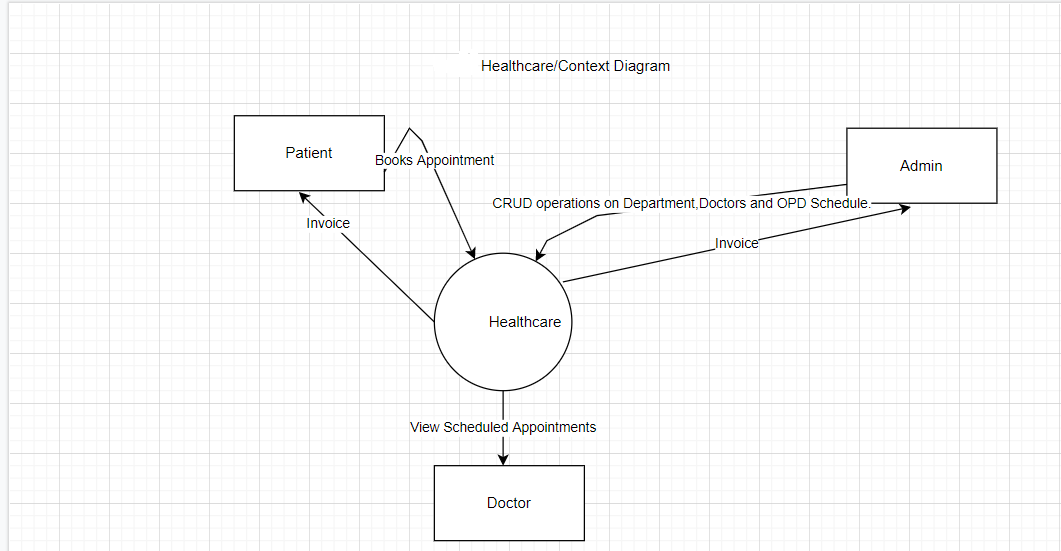 Healthcare/Context Diagram
Patient
Books Appointment
Admin
CRUD operations on Department,Doctors and OPD Schedule.
Invoice
Invoice
Healthcare
View Scheduled Appointments
Doctor